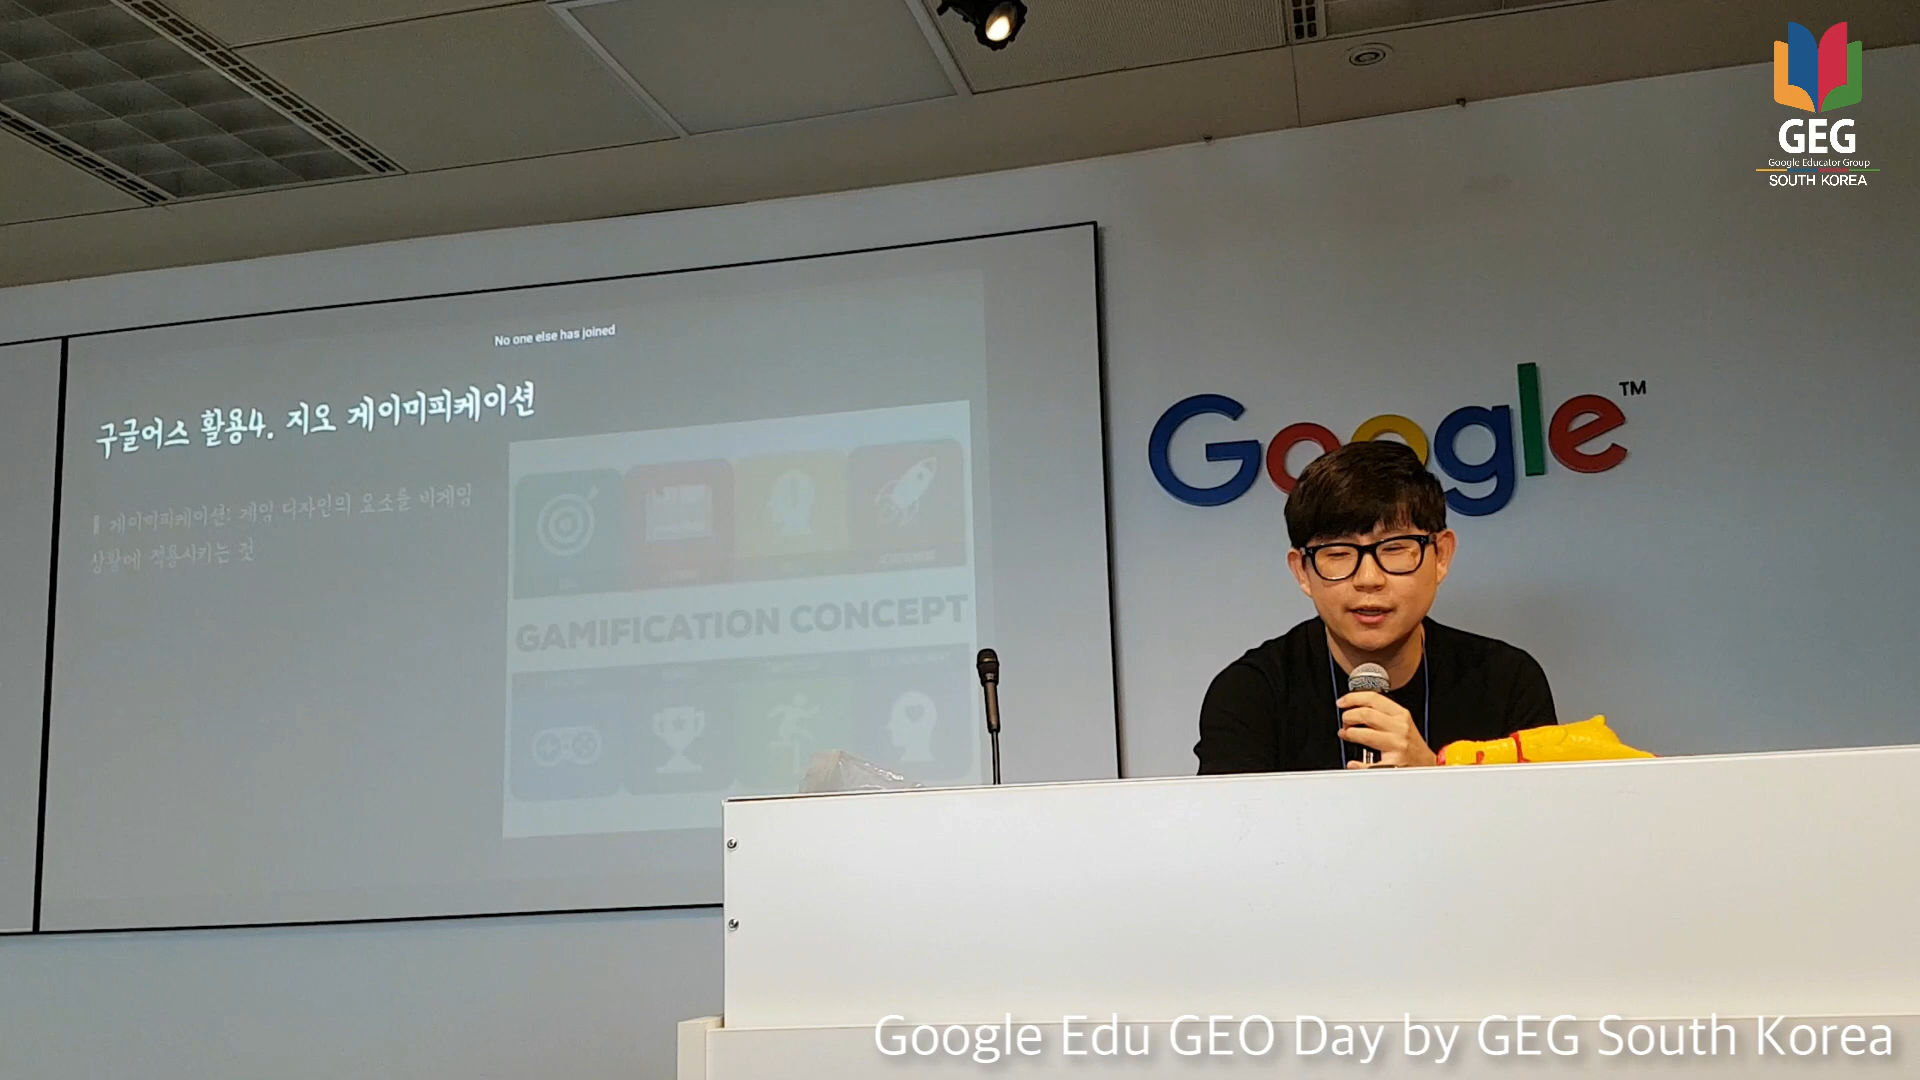 GEG
Google Educator Group
SOUTH KOREA
No one else has joined
구글어스 활용4. 지오 게이미피케이션
게이미피케이션: 게임 디자인의 요소를 비게임
상황에 적용시키는 것
GAMIFICATION CONCEPT
Google™
Google Edu GEO Day by GEG South Korea